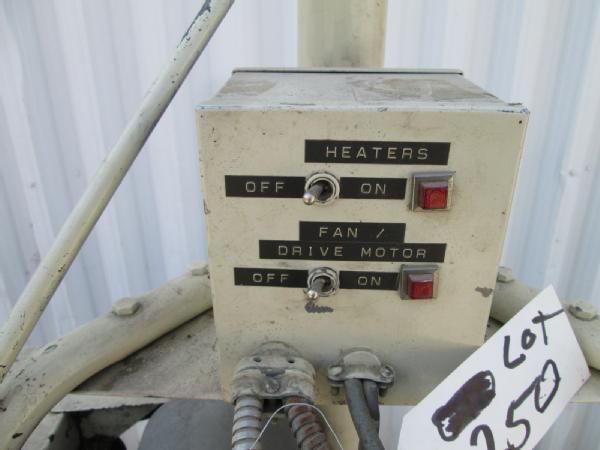 HEATERS
OFF ON
FAN /
DRIVE MOTOR
OFF ON
LOT
250